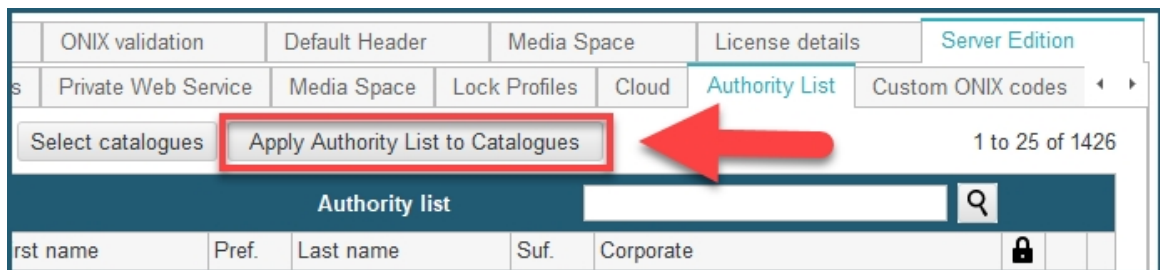 ONIX validation Default Header Media Space License details Server Edition
s Private Web Service Media Space Lock Profiles Cloud Authority List Custom ONIX codes
Select catalogues Apply Authority List to Catalogues 1 to 25 of 1426
Authority list
rst name Pref. Last name Suf. Corporate